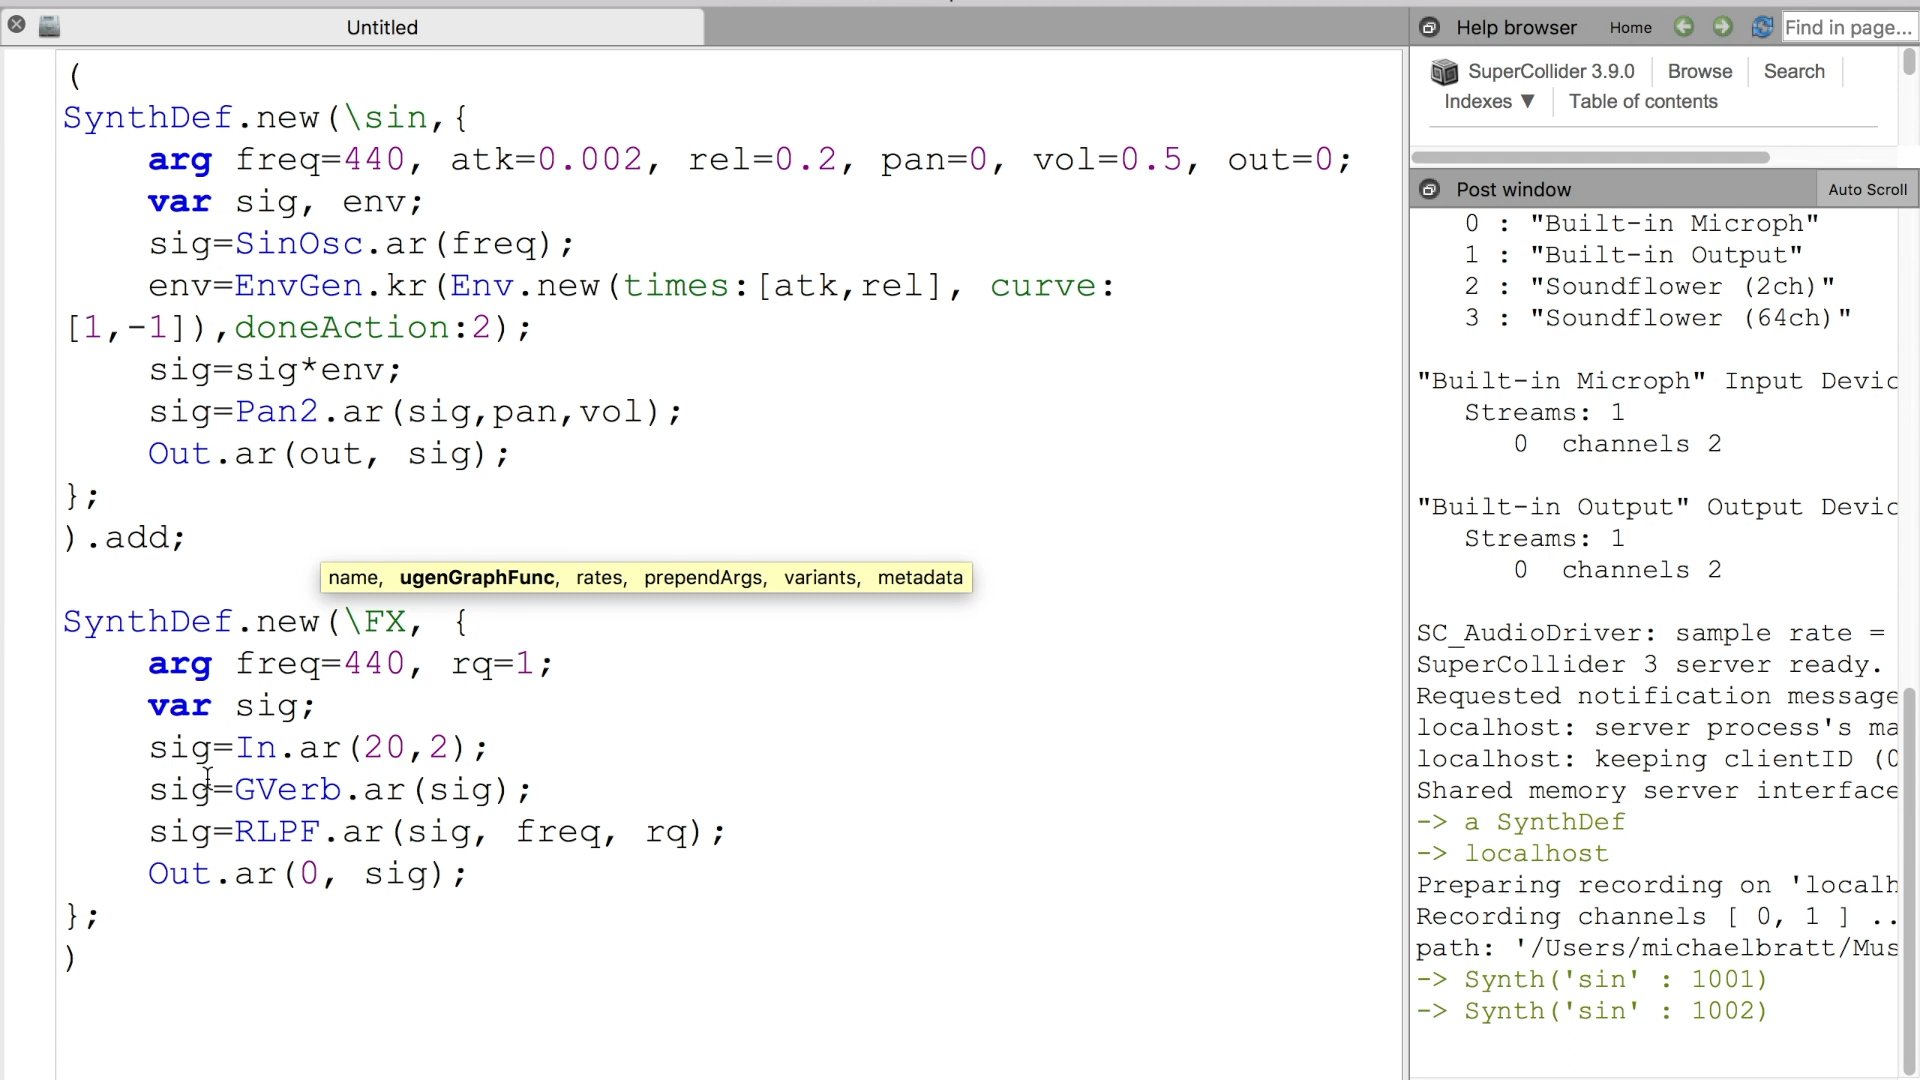 Untitled
(
SynthDef.new(\sin,{
arg freq=440, atk=0.002, rel=0.2, pan=0, vol=0.5, out=0;
var sig, env;
sig=SinOsc.ar(freq);
env=EnvGen.kr(Env.new(times:[atk,rel], curve:
[1,-1]),doneAction:2);
sig=sig*env;
sig=Pan2.ar(sig,pan,vol);
Out.ar(out, sig);
};
).add;
name, ugenGraphFunc, rates, prependArgs, variants, metadata
SynthDef.new(\FX, {
arg freq=440, rq=1;
var sig;
sig=In.ar(20,2);
sig=GVerb.ar(sig);
sig=RLPF.ar(sig, freq, rq);
Out.ar(0, sig);
};
)
Help browser Home Find in page...
SuperCollider 3.9.0 Browse Search
Indexes ▼ Table of contents
Post window Auto Scroll
0 : "Built-in Microph"
1 : "Built-in Output"
2 : "Soundflower (2ch)"
3 : "Soundflower (64ch)"
"Built-in Microph" Input Devic
Streams: 1
0 channels 2
"Built-in Output" Output Devic
Streams: 1
0 channels 2
SC_AudioDriver: sample rate =
SuperCollider 3 server ready.
Requested notification message
localhost: server process's ma
localhost: keeping clientID (0
Shared memory server interface
-> a SynthDef
-> localhost
Preparing recording on 'localh
Recording channels [ 0, 1 ] ..
path: '/Users/michaelbratt/Mus
-> Synth('sin' : 1001)
-> Synth('sin' : 1002)